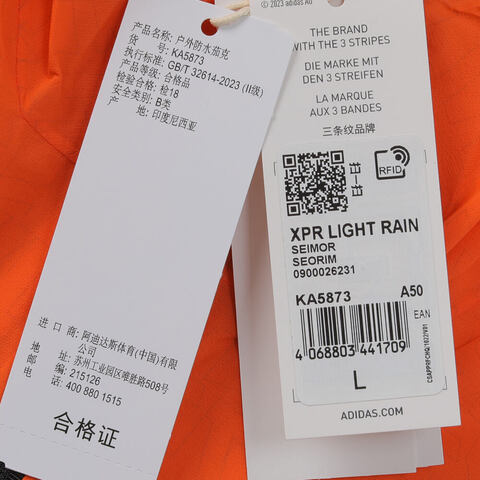 产品名称: 户外防水茄克
货 号: KA5873
执行标准: GB/T 32614-2023 (II级)
产品等级: 合格品
检验合格: 检18
安全类别: B类
产 地: 印度尼西亚
进 口 商: 阿迪达斯体育(中国)有限
公司
地 址: 苏州工业园区唯胜路508号
邮 编: 215126
电 话: 400 880 1515
合格证
© 2023 adidas AG
THE BRAND
WITH THE 3 STRIPES
DIE MARKE MIT
DEN 3 STREIFEN
LA MARQUE
AUX 3 BANDES
三条纹品牌
RFID
XPR LIGHT RAIN
SEIMOR
SEORIM
0900026231
KA5873 A50
EAN
4 068803 441709
L
ADIDAS.COM